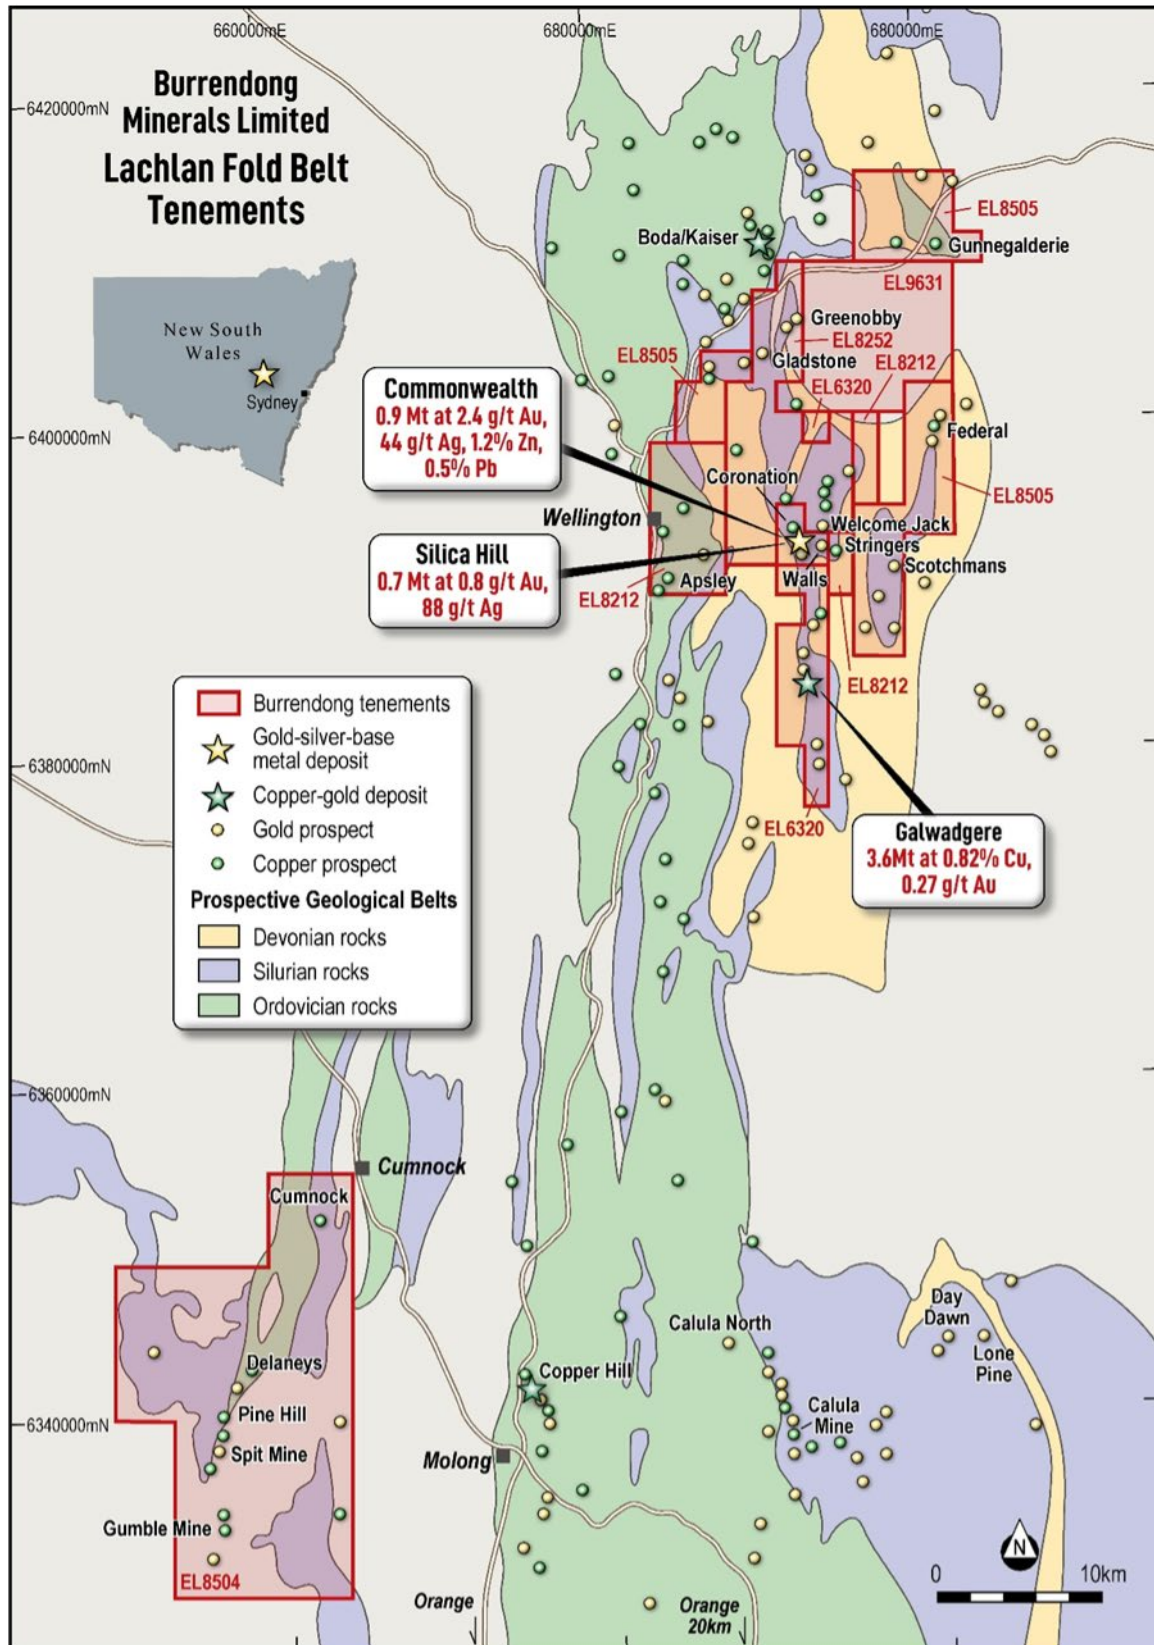 660000mE
680000mE
680000mE
Burrendong
Minerals Limited
Lachlan Fold Belt
Tenements
6420000mN
New South
Wales
Sydney
Boda/Kaiser
EL8505
Gunnegalderie
EL9631
Greenobby
EL8252
Gladstone
EL8212
EL8505
EL6320
Commonwealth
0.9 Mt at 2.4 g/t Au,
44 g/t Ag, 1.2% Zn,
0.5% Pb
6400000mN
Federal
Coronation
EL8505
Wellington
Welcome Jack
Stringers
Silica Hill
0.7 Mt at 0.8 g/t Au,
88 g/t Ag
Scotchmans
Apsley
Walls
EL8212
EL8212
Burrendong tenements
Gold-silver-base
metal deposit
Copper-gold deposit
Gold prospect
Copper prospect
Prospective Geological Belts
Devonian rocks
Silurian rocks
Ordovician rocks
6380000mN
EL6320
Galwadgere
3.6Mt at 0.82% Cu,
0.27 g/t Au
6360000mN
Cumnock
Cumnock
Day
Dawn
Calula North
Lone
Pine
Delaneys
Copper Hill
6340000mN
Pine Hill
Calula
Mine
Spit Mine
Molong
Gumble Mine
N
EL8504
0
10km
Orange
Orange
20km